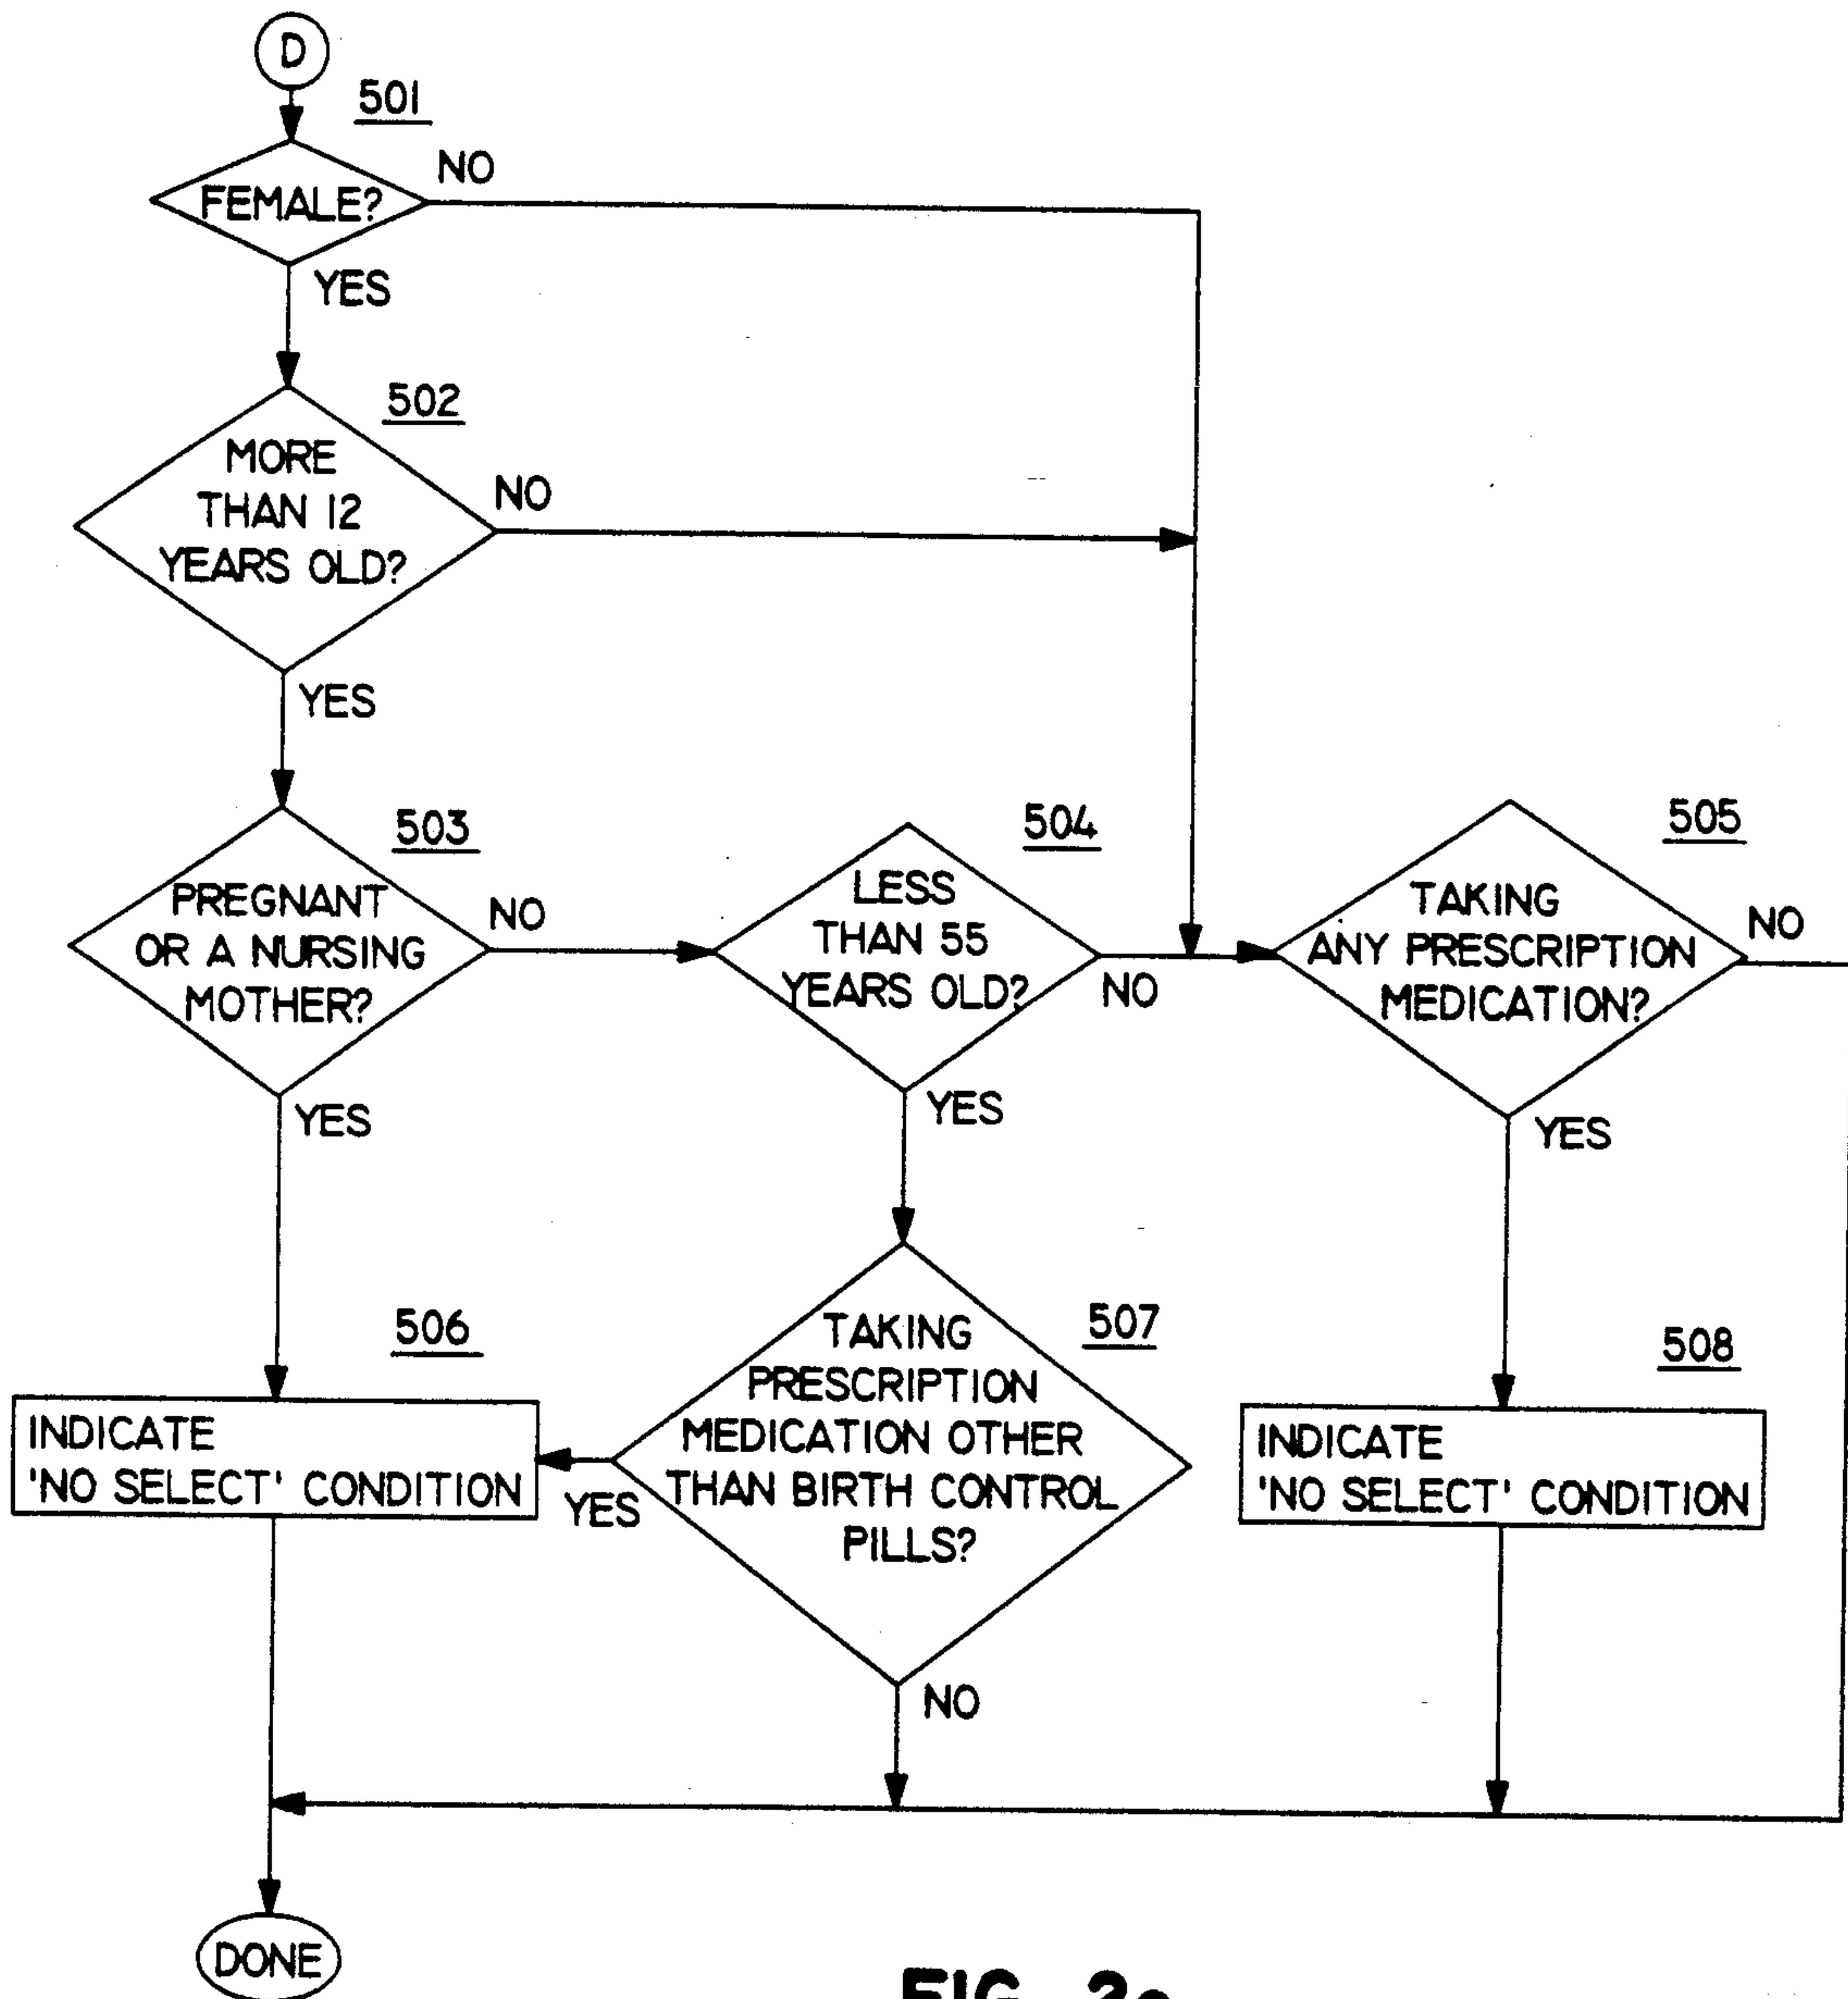 D
501
FEMALE?
NO
YES
502
MORE
THAN 12
YEARS OLD?
NO
YES
503
PREGNANT
OR A NURSING
MOTHER?
NO
YES
504
LESS
THAN 55
YEARS OLD?
NO
YES
505
TAKING
ANY PRESCRIPTION
MEDICATION?
NO
YES
506
INDICATE
'NO SELECT' CONDITION
507
TAKING
PRESCRIPTION
MEDICATION OTHER
THAN BIRTH CONTROL
PILLS?
YES
NO
508
INDICATE
'NO SELECT' CONDITION
DONE
FIG.